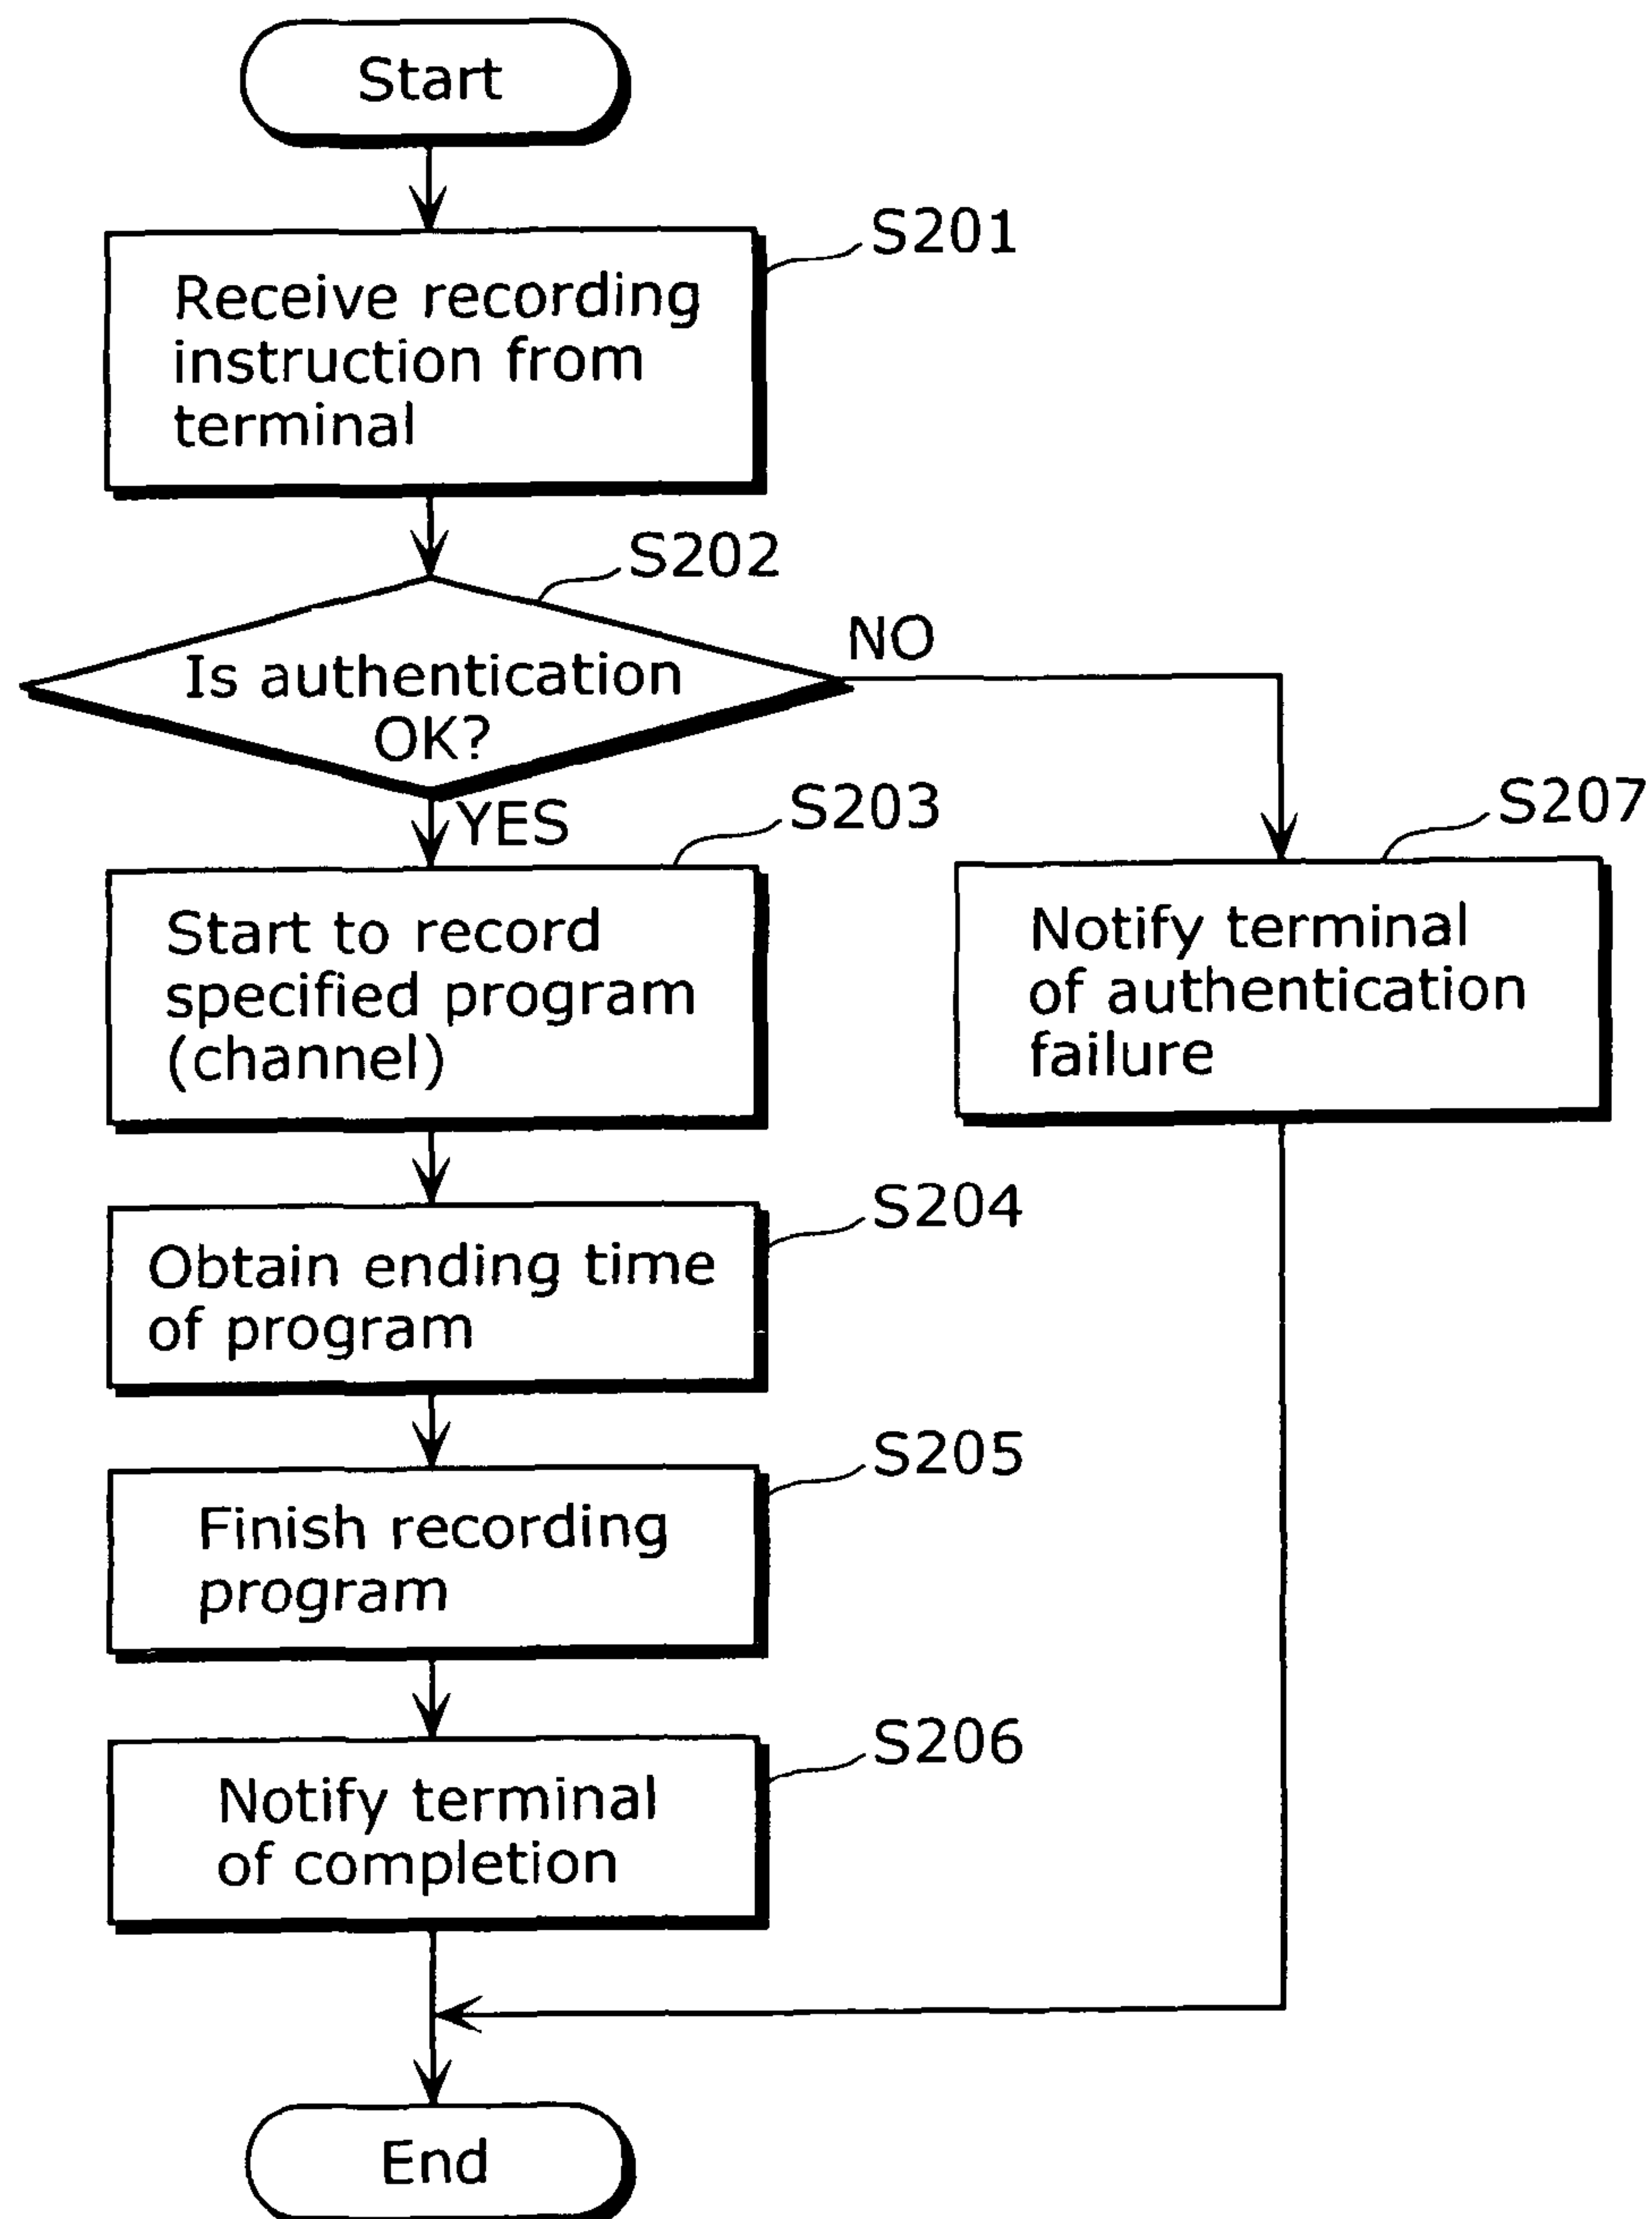 Start
S201
Receive recording
instruction from
terminal
S202
Is authentication
OK?
NO
YES
S203
Start to record
specified program
(channel)
S207
Notify terminal
of authentication
failure
S204
Obtain ending time
of program
S205
Finish recording
program
S206
Notify terminal
of completion
End